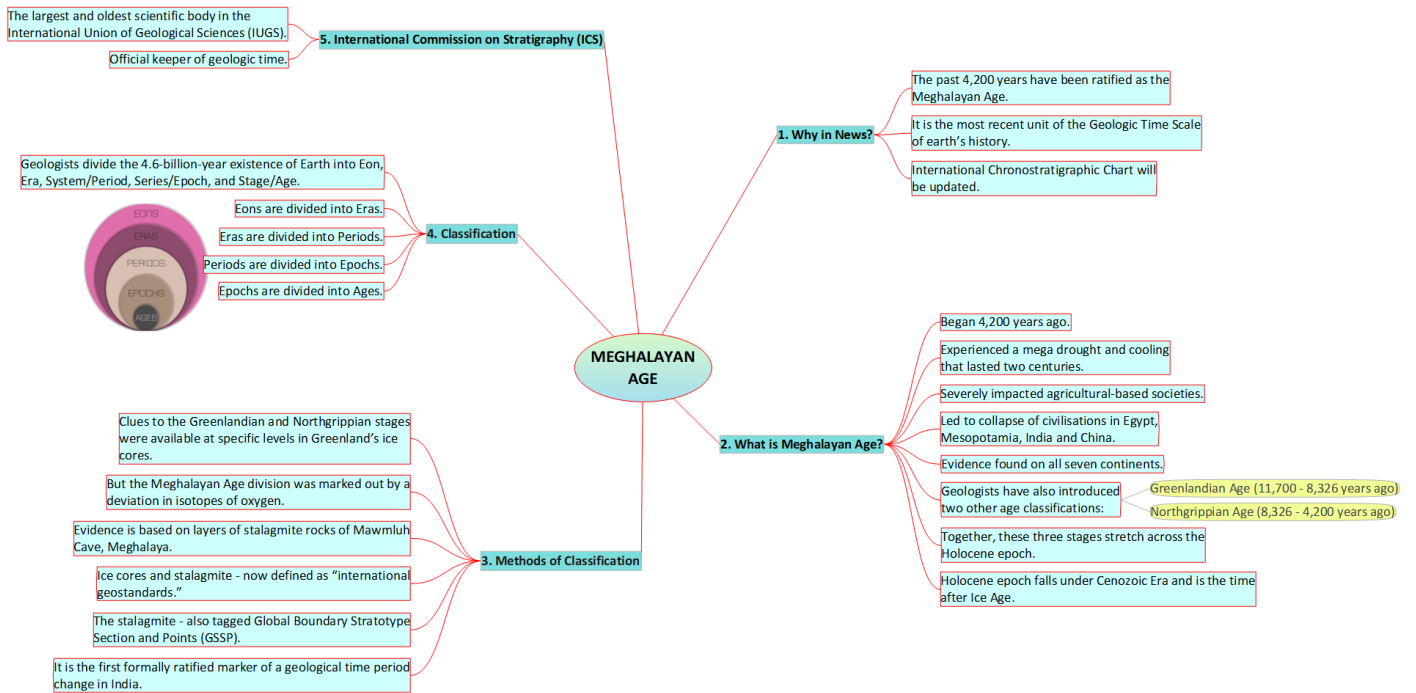 MEGHALAYAN
AGE
1. Why in News?
The past 4,200 years have been ratified as the
Meghalayan Age.
It is the most recent unit of the Geologic Time Scale
of earth’s history.
International Chronostratigraphic Chart will
be updated.
2. What is Meghalayan Age?
Began 4,200 years ago.
Experienced a mega drought and cooling
that lasted two centuries.
Severely impacted agricultural-based societies.
Led to collapse of civilisations in Egypt,
Mesopotamia, India and China.
Evidence found on all seven continents.
Geologists have also introduced
two other age classifications:
Greenlandian Age (11,700 - 8,326 years ago)
Northgrippian Age (8,326 - 4,200 years ago)
Together, these three stages stretch across the
Holocene epoch.
Holocene epoch falls under Cenozoic Era and is the time
after Ice Age.
3. Methods of Classification
Clues to the Greenlandian and Northgrippian stages
were available at specific levels in Greenland’s ice
cores.
But the Meghalayan Age division was marked out by a
deviation in isotopes of oxygen.
Evidence is based on layers of stalagmite rocks of Mawmluh
Cave, Meghalaya.
Ice cores and stalagmite - now defined as “international
geostandards.”
The stalagmite - also tagged Global Boundary Stratotype
Section and Points (GSSP).
It is the first formally ratified marker of a geological time period
change in India.
4. Classification
Geologists divide the 4.6-billion-year existence of Earth into Eon,
Era, System/Period, Series/Epoch, and Stage/Age.
Eons are divided into Eras.
Eras are divided into Periods.
Periods are divided into Epochs.
Epochs are divided into Ages.
EONS
ERAS
PERIODS
EPOCHS
AGES
5. International Commission on Stratigraphy (ICS)
The largest and oldest scientific body in the
International Union of Geological Sciences (IUGS).
Official keeper of geologic time.